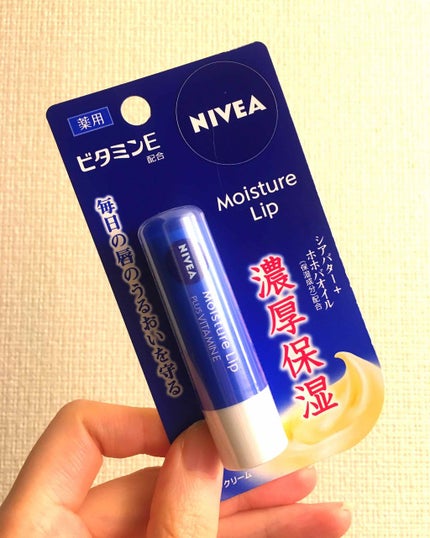 薬用
ビタミンE
配合
NIVEA
Moisture
Lip
毎日の唇のうるおいを守る
シアバター+
ホホバオイル
(保湿成分)配合
濃厚保湿
NIVEA
Moisture Lip
PLUS VITAMIN E
クリーム